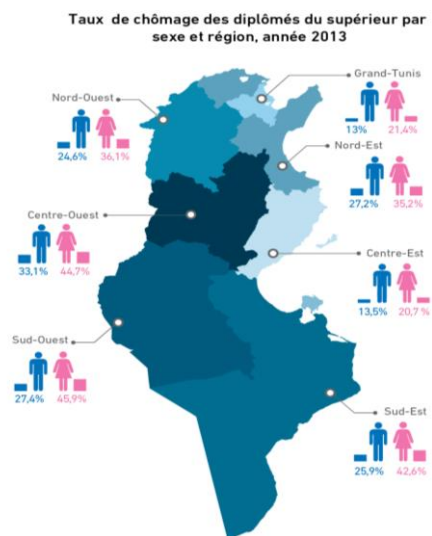 Taux de chômage des diplômés du supérieur par
sexe et région, année 2013
Grand-Tunis
13% 21,4%
Nord-Ouest
24,6% 36,1%
Nord-Est
27,2% 35,2%
Centre-Ouest
33,1% 44,7%
Centre-Est
13,5% 20,7%
Sud-Ouest
27,4% 45,9%
Sud-Est
25,9% 42,6%